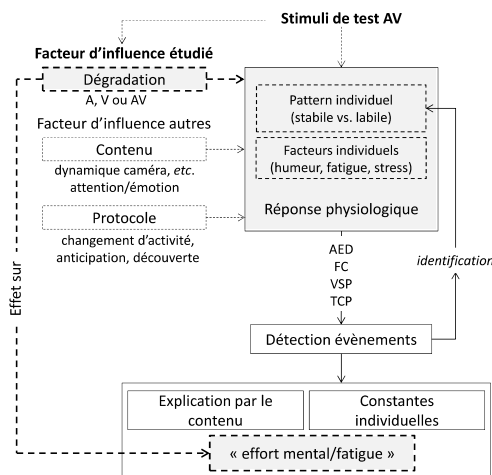 Stimuli de test AV
Facteur d’influence étudié
Dégradation
A, V ou AV
Facteur d’influence autres
Contenu
dynamique caméra, etc.
attention/émotion
Protocole
changement d’activité,
anticipation, découverte
Pattern individuel
(stabile vs. labile)
Facteurs individuels
(humeur, fatigue, stress)
Réponse physiologique
AED
FC
VSP
TCP
identification
Effet sur
Détection évènements
Explication par le
contenu
Constantes
individuelles
« effort mental/fatigue »